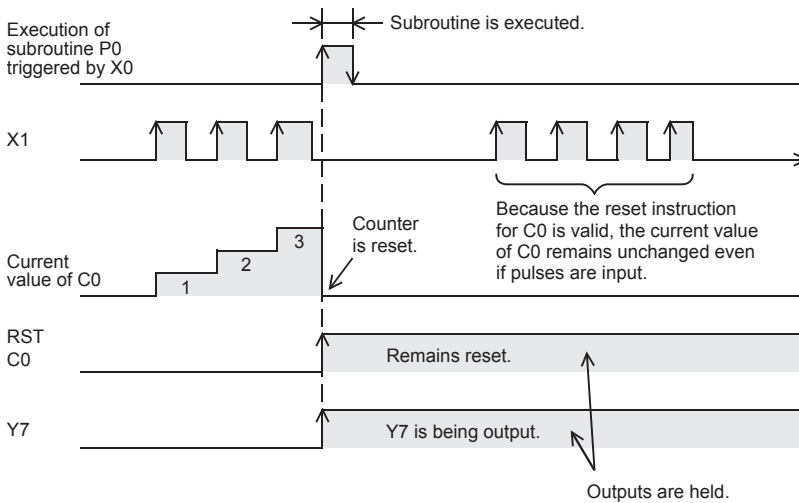 Execution of
subroutine P0
triggered by X0
Subroutine is executed.
X1
Current
value of C0
1
2
3
Counter
is reset.
Because the reset instruction
for C0 is valid, the current value
of C0 remains unchanged even
if pulses are input.
RST
C0
Remains reset.
Y7
Y7 is being output.
Outputs are held.